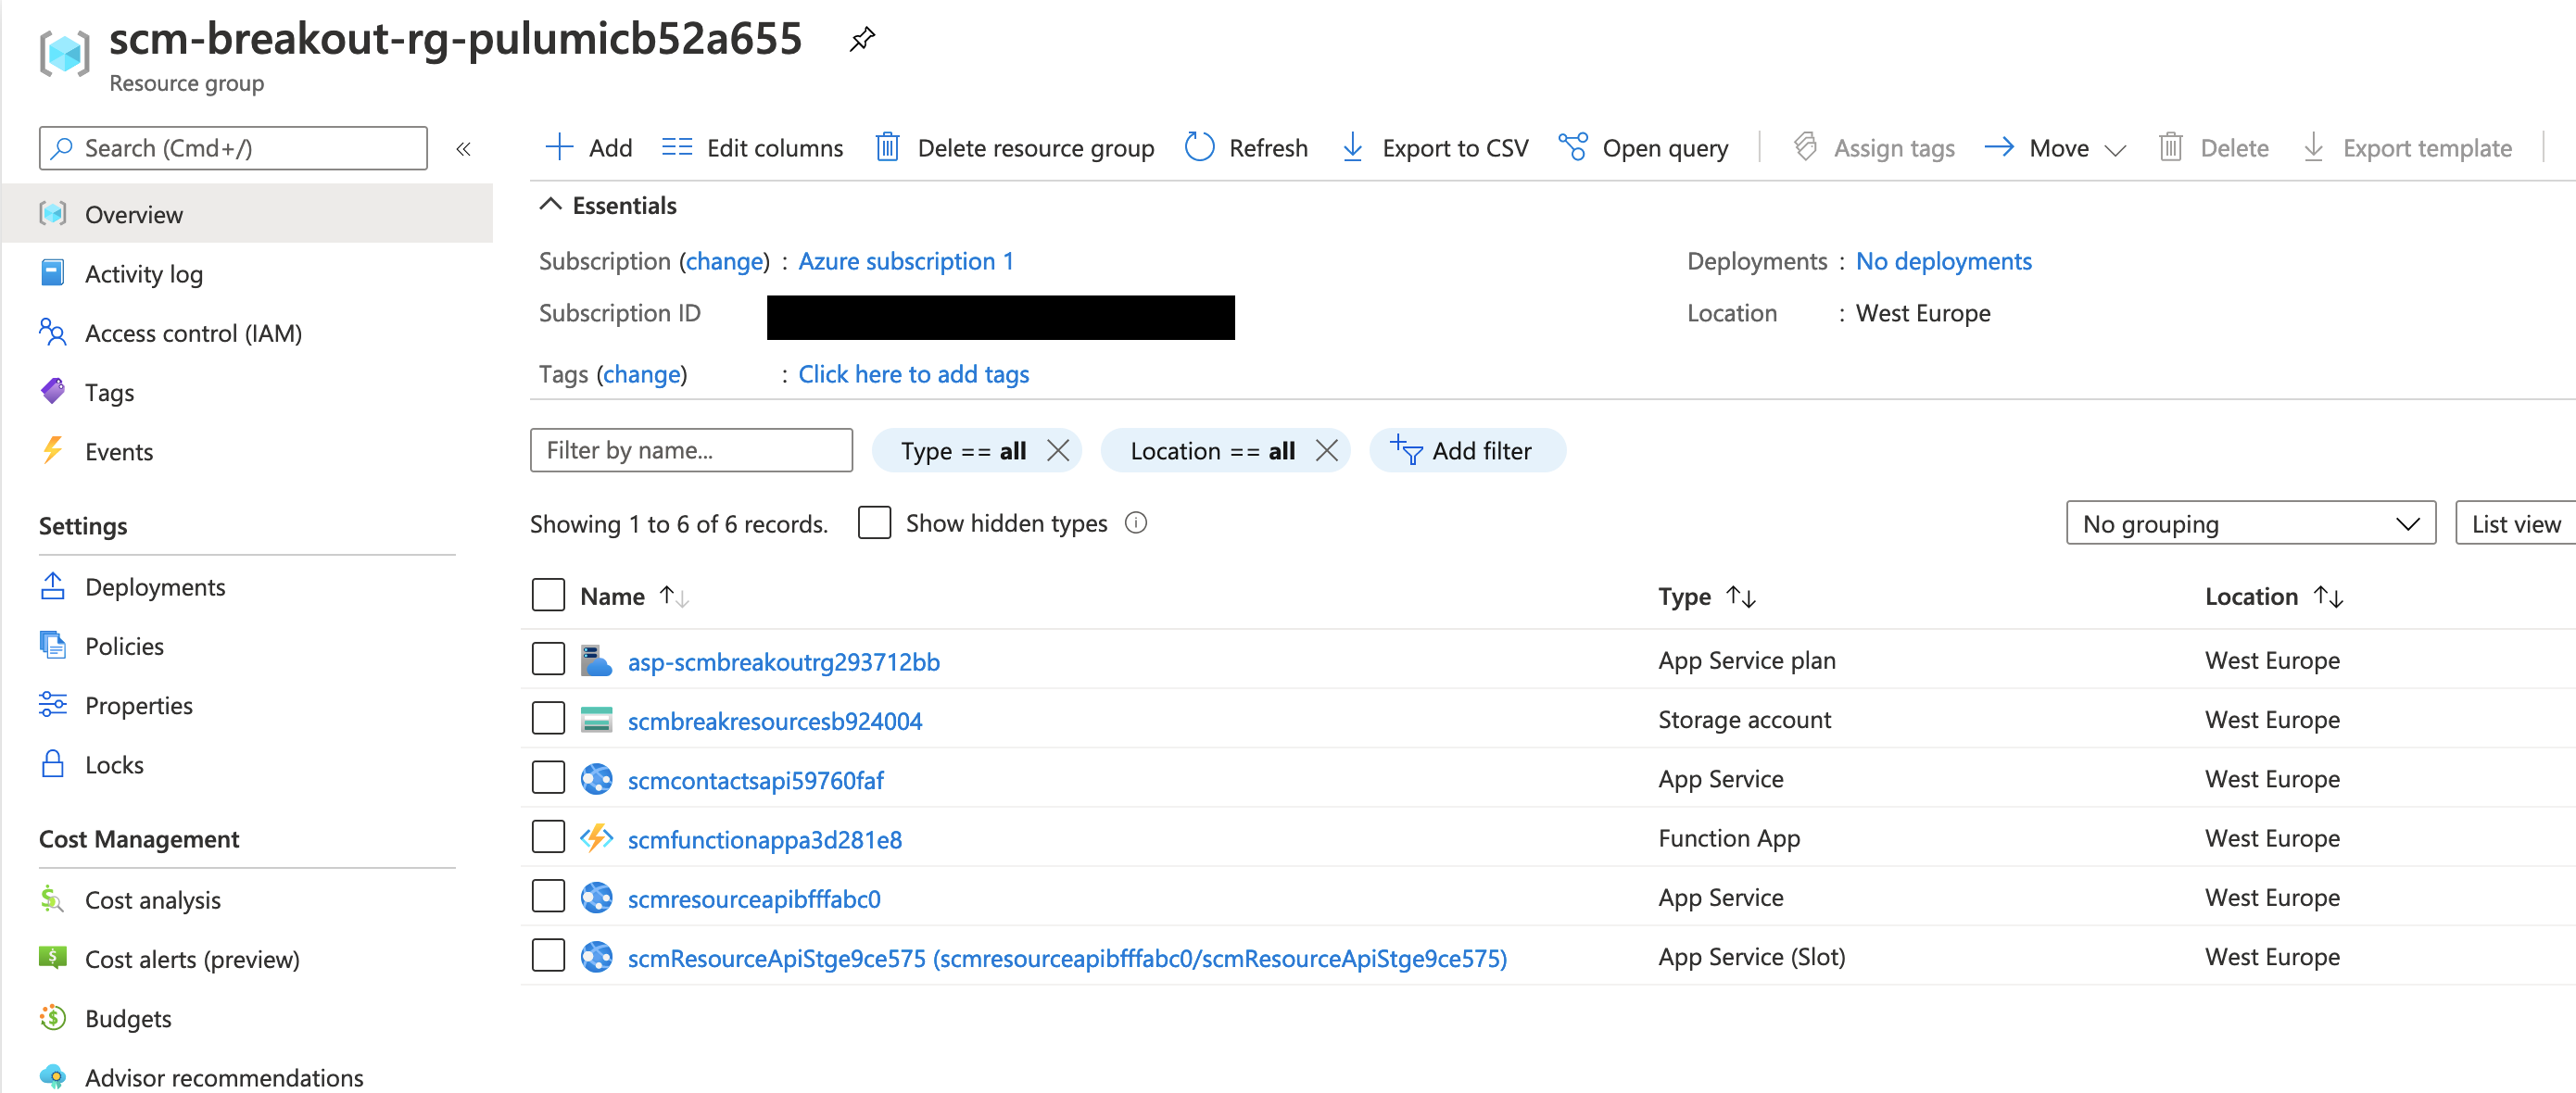 scm-breakout-rg-pulumicb52a655
Resource group
Search (Cmd+/)
«
Add
Edit columns
Delete resource group
Refresh
Export to CSV
Open query
Assign tags
Move
Delete
Export template
Overview
Activity log
Access control (IAM)
Tags
Events
Settings
Deployments
Policies
Properties
Locks
Cost Management
Cost analysis
Cost alerts (preview)
Budgets
Advisor recommendations
Essentials
Subscription (change) : Azure subscription 1
Deployments : No deployments
Subscription ID
Location : West Europe
Tags (change) : Click here to add tags
Filter by name...
Type == all
Location == all
Add filter
Showing 1 to 6 of 6 records.
Show hidden types
No grouping
List view
Name Type Location
asp-scmbreakoutrg293712bb App Service plan West Europe
scmbreakresourcesb924004 Storage account West Europe
scmcontactsapi59760faf App Service West Europe
scmfunctionappa3d281e8 Function App West Europe
scmresourceapibfffabc0 App Service West Europe
scmResourceApiStge9ce575 (scmresourceapibfffabc0/scmResourceApiStge9ce575) App Service (Slot) West Europe